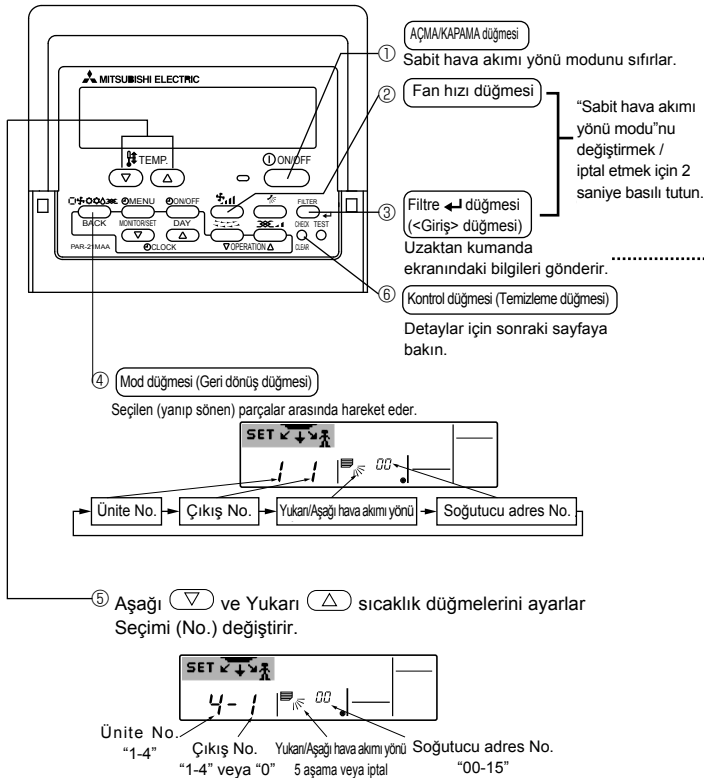 ① AÇMA/KAPAMA düğmesi
Sabit hava akımı yönü modunu sıfırlar.
② Fan hızı düğmesi
“Sabit hava akımı
yönü modu”nu
değiştirmek /
iptal etmek için 2
saniye basılı tutun.
③ Filtre ↵ düğmesi
(<Giriş> düğmesi)
Uzaktan kumanda
ekranındaki bilgileri gönderir.
⑥ Kontrol düğmesi (Temizleme düğmesi)
Detaylar için sonraki sayfaya
bakın.
MITSUBISHI ELECTRIC
TEMP.
ON/OFF
MENU
ON/OFF
FILTER
BACK
MONITOR/SET
DAY
CHECK
TEST
PAR-21MAA
CLOCK
▽OPERATION△
CLEAR
④ Mod düğmesi (Geri dönüş düğmesi)
Seçilen (yanıp sönen) parçalar arasında hareket eder.
SET
1 1 00
Ünite No.
Çıkış No.
Yukarı/Aşağı hava akımı yönü
Soğutucu adres No.
⑤ Aşağı ▽ ve Yukarı △ sıcaklık düğmelerini ayarlar
Seçimi (No.) değiştirir.
SET
4-1 00
Ünite No.
“1-4”
Çıkış No.
“1-4” veya “0”
Yukarı/Aşağı hava akımı yönü
5 aşama veya iptal
Soğutucu adres No.
“00-15”